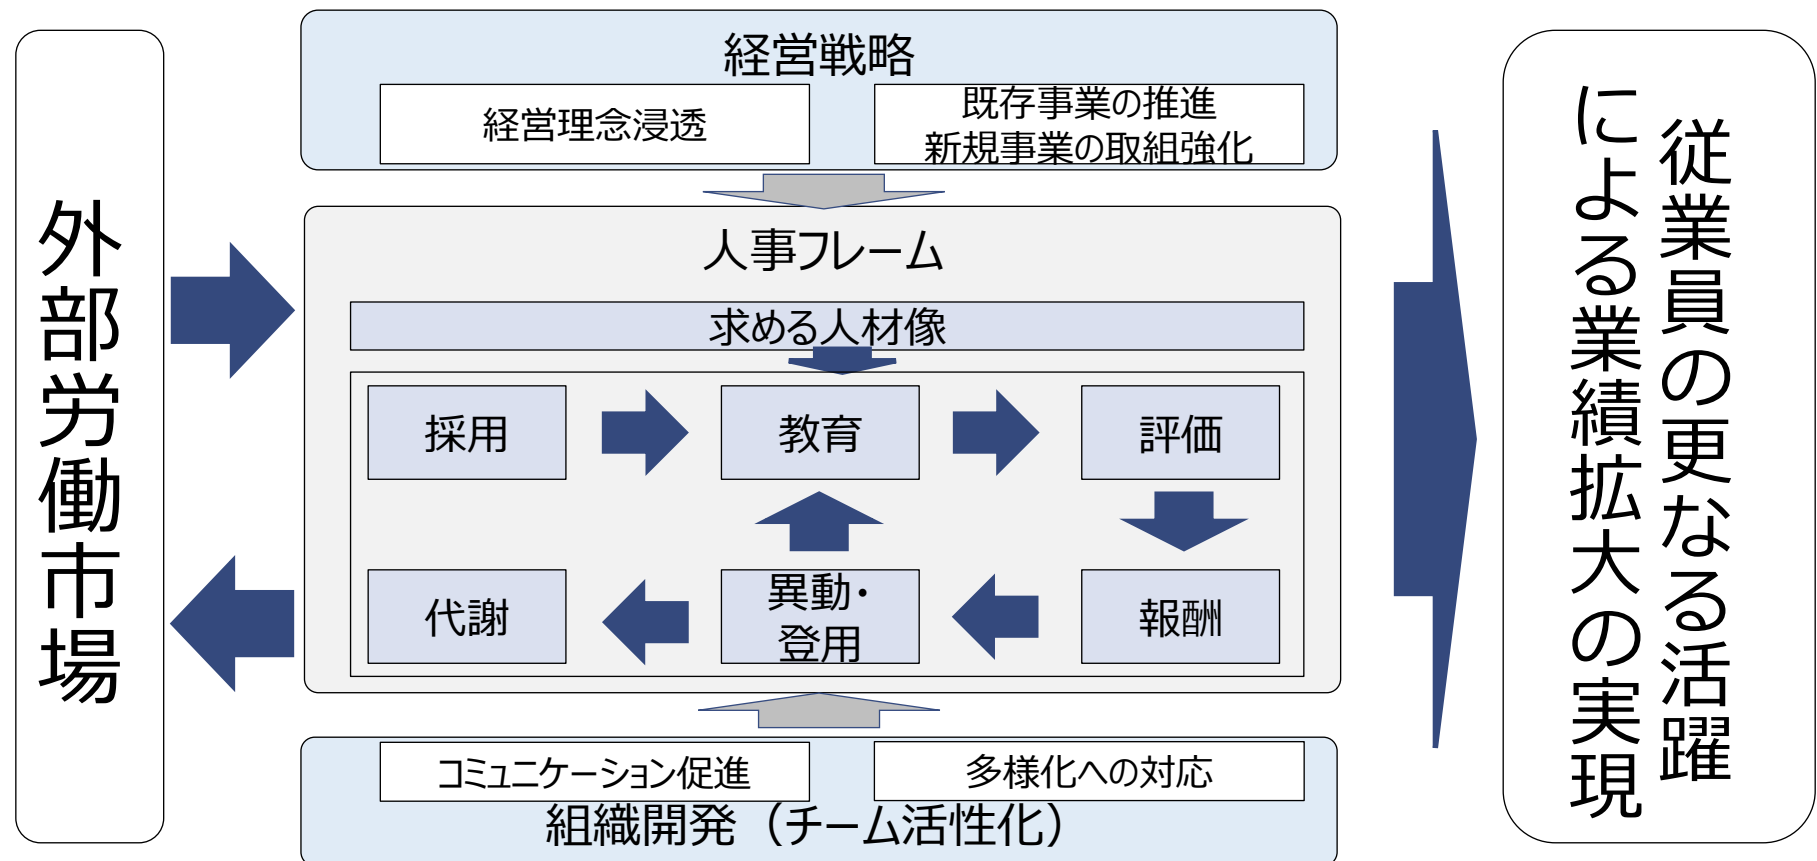 外部労働市場
経営戦略
経営理念浸透
既存事業の推進
新規事業の取組強化
人事フレーム
求める人材像
採用
教育
評価
代謝
異動・
登用
報酬
コミュニケーション促進
多様化への対応
組織開発（チーム活性化）
従業員の更なる活躍
による業績拡大の実現